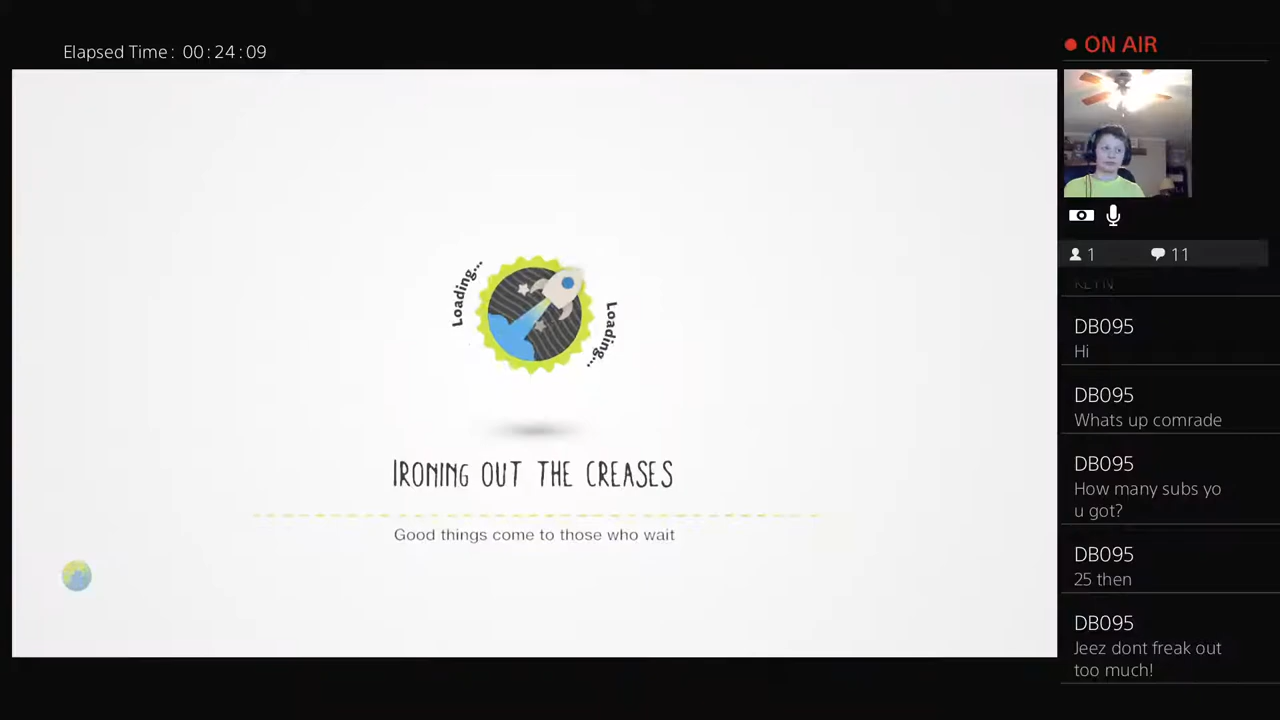 Elapsed Time: 00:24:09
ON AIR
1
11
DB095
Hi
DB095
Whats up comrade
DB095
How many subs yo
u got?
DB095
25 then
DB095
Jeez dont freak out
too much!
Loading...
Loading...
IRONING OUT THE CREASES
Good things come to those who wait